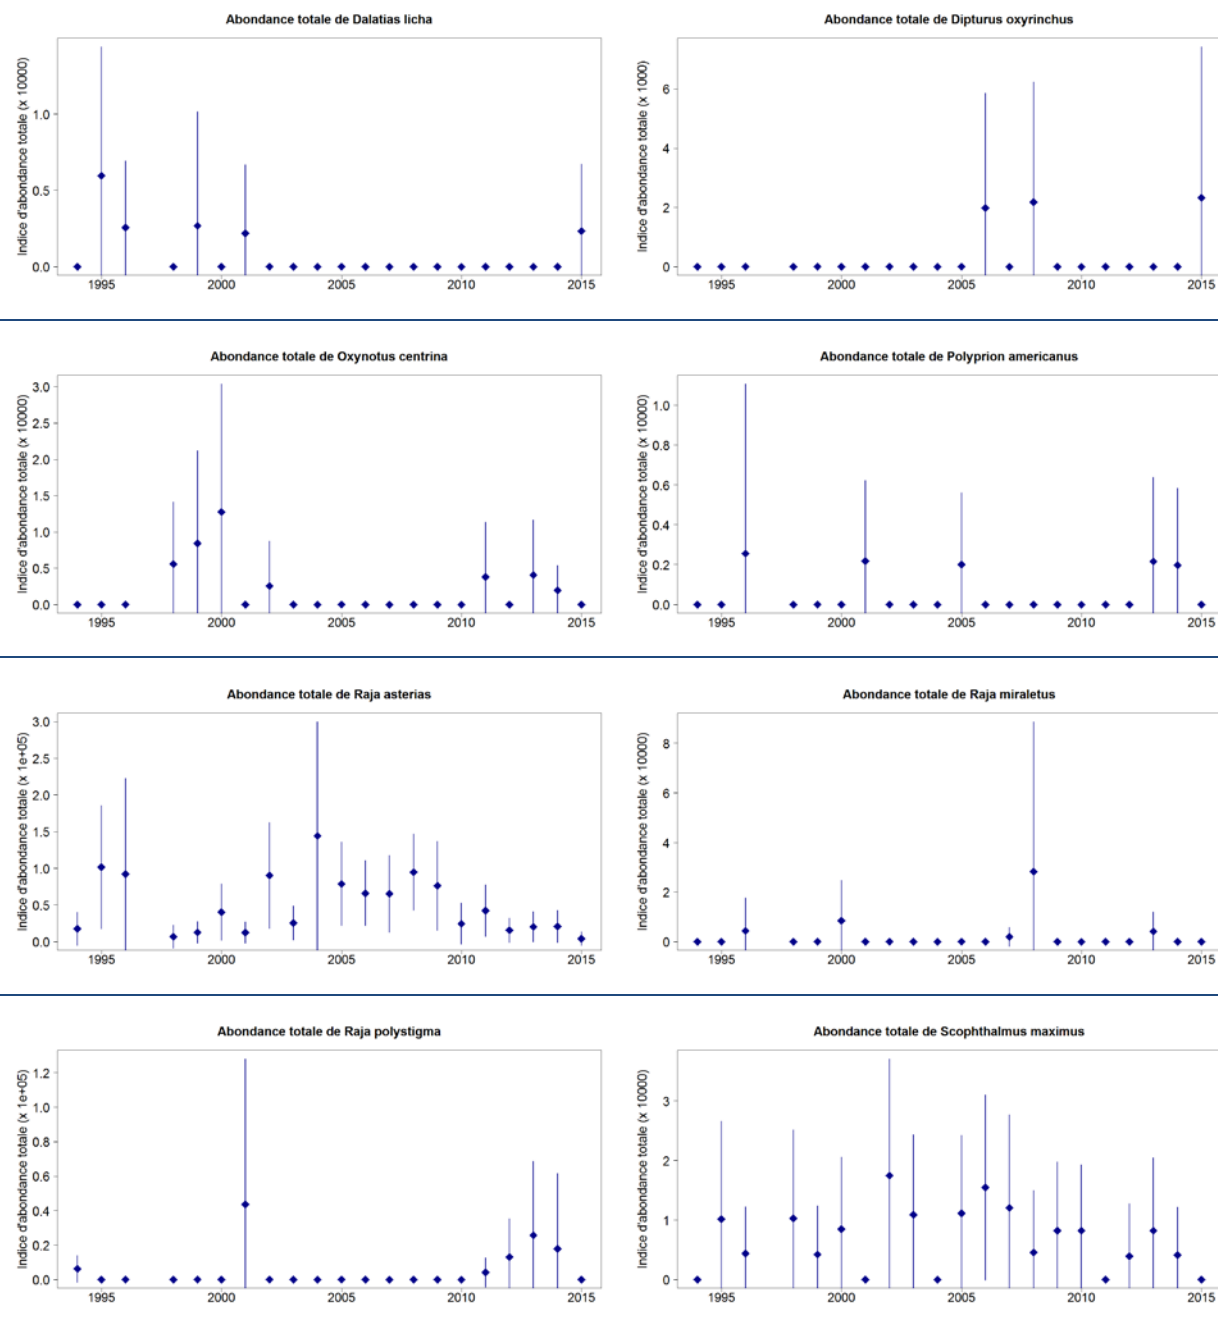 Abondance totale de Dalatias licha
Indice d'abondance totale (x 10000)
1.0
0.5
0.0
1995 2000 2005 2010 2015
Abondance totale de Dipturus oxyrinchus
Indice d'abondance totale (x 1000)
6
4
2
0
1995 2000 2005 2010 2015
Abondance totale de Oxynotus centrina
Indice d'abondance totale (x 10000)
3.0
2.5
2.0
1.5
1.0
0.5
0.0
1995 2000 2005 2010 2015
Abondance totale de Polyprion americanus
Indice d'abondance totale (x 10000)
1.0
0.8
0.6
0.4
0.2
0.0
1995 2000 2005 2010 2015
Abondance totale de Raja asterias
Indice d'abondance totale (x 1e+05)
3.0
2.5
2.0
1.5
1.0
0.5
0.0
1995 2000 2005 2010 2015
Abondance totale de Raja miraletus
Indice d'abondance totale (x 10000)
8
6
4
2
0
1995 2000 2005 2010 2015
Abondance totale de Raja polystigma
Indice d'abondance totale (x 1e+05)
1.2
1.0
0.8
0.6
0.4
0.2
0.0
1995 2000 2005 2010 2015
Abondance totale de Scophthalmus maximus
Indice d'abondance totale (x 10000)
3
2
1
0
1995 2000 2005 2010 2015